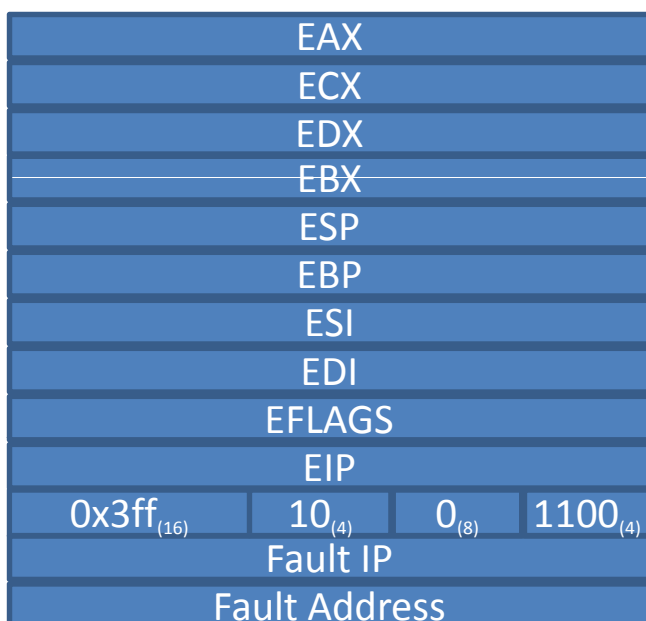 EAX
ECX
EDX
EBX
ESP
EBP
ESI
EDI
EFLAGS
EIP
0x3ff(16) 10(4) 0(8) 1100(4)
Fault IP
Fault Address